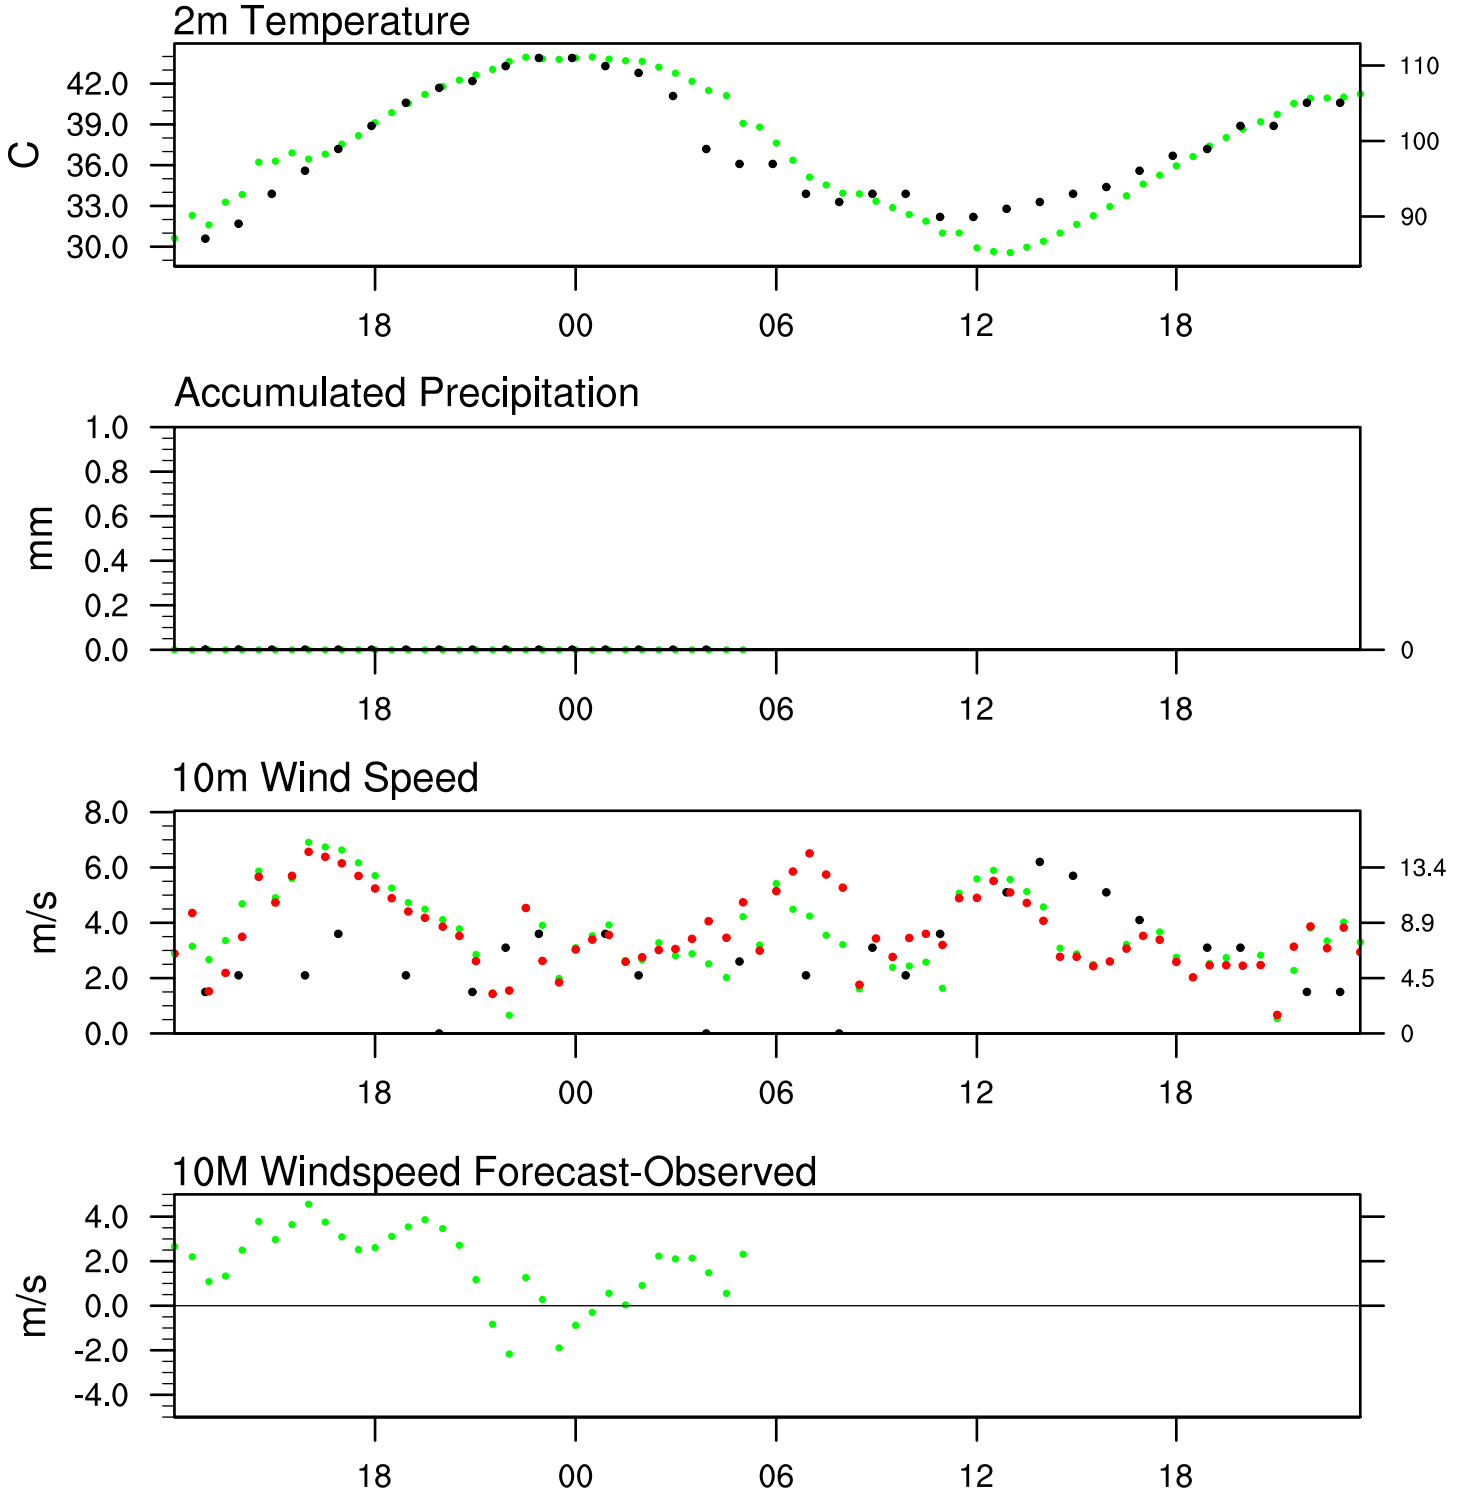 2m Temperature
42.0
39.0
36.0
33.0
30.0
C
110
100
90
18 00 06 12 18
Accumulated Precipitation
1.0
0.8
0.6
0.4
0.2
0.0
mm
0
18 00 06 12 18
10m Wind Speed
8.0
6.0
4.0
2.0
0.0
m/s
13.4
8.9
4.5
0
18 00 06 12 18
10M Windspeed Forecast-Observed
4.0
2.0
0.0
-2.0
-4.0
m/s
18 00 06 12 18